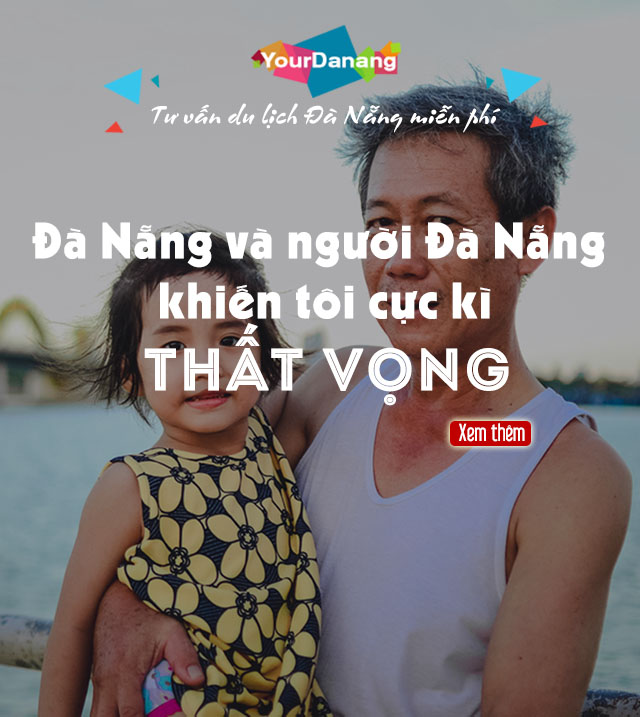 YourDanang
Tư vấn du lịch Đà Nẵng miễn phí
Đà Nẵng và người Đà Nẵng
khiến tôi cực kì
THẤT VỌNG
Xem thêm